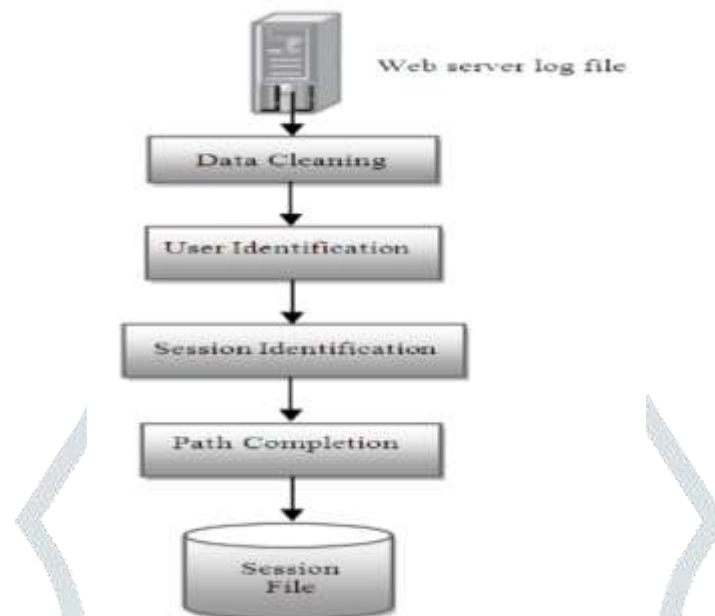 Web server log file
Data Cleaning
User Identification
Session Identification
Path Completion
Session
File